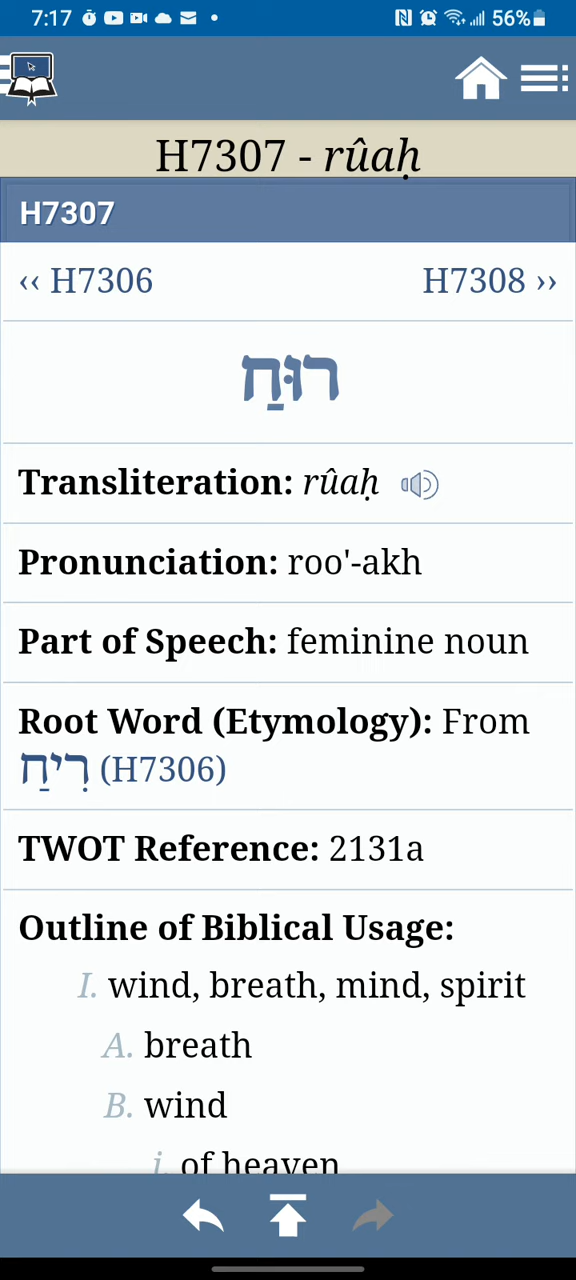 7:17
56%
H7307 - rûaḥ
H7307
‹‹ H7306
H7308 ››
רוּחַ
Transliteration: rûaḥ
Pronunciation: roo'-akh
Part of Speech: feminine noun
Root Word (Etymology): From
רִיחַ (H7306)
TWOT Reference: 2131a
Outline of Biblical Usage:
I. wind, breath, mind, spirit
A. breath
B. wind
i. of heaven